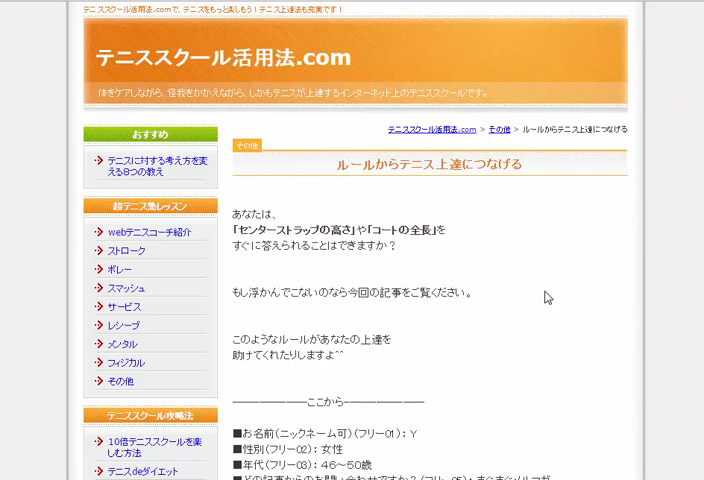 テニススクール活用法.comで、テニスをもっと楽しもう！テニス上達法も充実です！
テニススクール活用法.com
体をケアしながら、怪我をかかえながら、しかもテニスが上達するインターネット上のテニススクールです。
テニススクール活用法.com > その他 > ルールからテニス上達につなげる
おすすめ
テニスに対する考え方を変
える8つの教え
超テニス塾レッスン
webテニスコーチ紹介
ストローク
ボレー
スマッシュ
サービス
レシーブ
メンタル
フィジカル
その他
テニススクール攻略法
10倍テニススクールを楽
しむ方法
テニスdeダイエット
その他
ルールからテニス上達につなげる
あなたは、
「センターストラップの高さ」や「コートの全長」を
すぐに答えられることはできますか？
もし浮かんでこないのなら今回の記事をご覧ください。
このようなルールがあなたの上達を
助けてくれたりしますよ^^
――――――ここから――――――
■お名前（ニックネーム可）（フリー01）：Y
■性別（フリー02）：女性
■年代（フリー03）：46～50歳